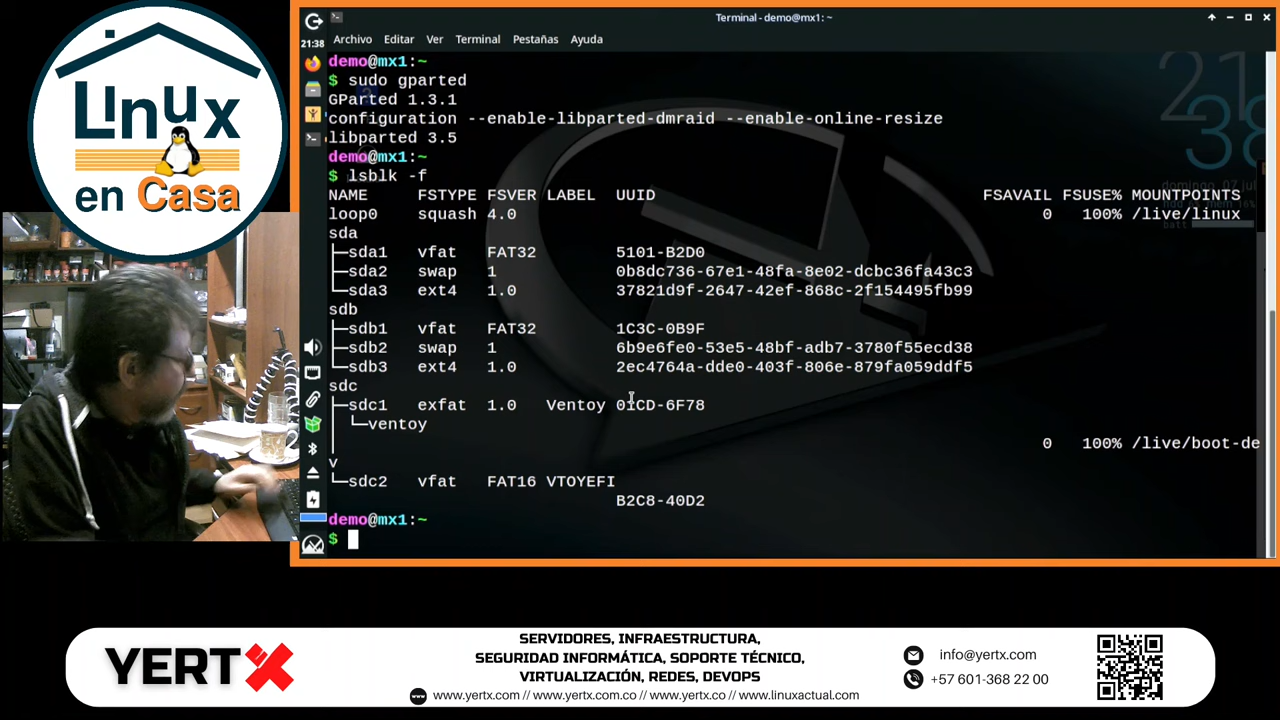 Linux
en Casa
Terminal - demo@mx1: ~
21:38
Archivo Editar Ver Terminal Pestañas Ayuda
demo@mx1:~
$ sudo gparted
GParted 1.3.1
configuration --enable-libparted-dmraid --enable-online-resize
libparted 3.5
demo@mx1:~
$ lsblk -f
NAME FSTYPE FSVER LABEL UUID FSAVAIL FSUSE% MOUNTPOINTS
loop0 squash 4.0 0 100% /live/linux
sda
├─sda1 vfat FAT32 5101-B2D0
├─sda2 swap 1 0b8dc736-67e1-48fa-8e02-dcbc36fa43c3
└─sda3 ext4 1.0 37821d9f-2647-42ef-868c-2f154495fb99
sdb
├─sdb1 vfat FAT32 1C3C-0B9F
├─sdb2 swap 1 6b9e6fe0-53e5-48bf-adb7-3780f55ecd38
└─sdb3 ext4 1.0 2ec4764a-dde0-403f-806e-879fa059ddf5
sdc
├─sdc1 exfat 1.0 Ventoy 01CD-6F78
│ └─ventoy
│ 0 100% /live/boot-de
v
└─sdc2 vfat FAT16 VTOYEFI
B2C8-40D2
demo@mx1:~
$
21
38
domingo, 07 jul
16%
batt
YERTX
SERVIDORES, INFRAESTRUCTURA,
SEGURIDAD INFORMÁTICA, SOPORTE TÉCNICO,
VIRTUALIZACIÓN, REDES, DEVOPS
www.yertx.com // www.yertx.com.co // www.yertx.co // www.linuxactual.com
info@yertx.com
+57 601-368 22 00